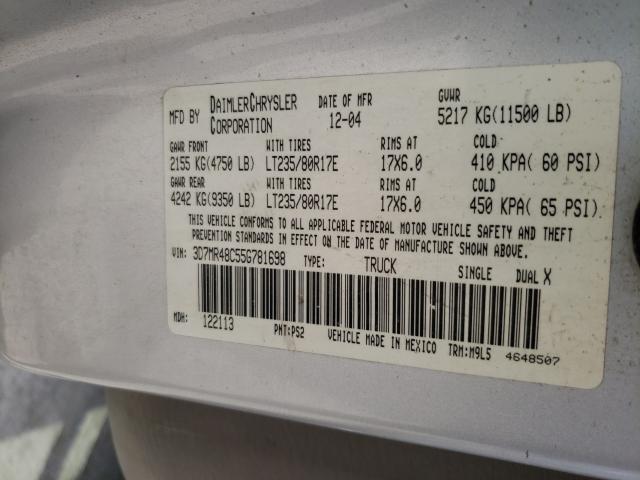 MFD BY DAIMLERCHRYSLER CORPORATION DATE OF MFR 12-04 GVWR 5217 KG(11500 LB)
GAWR FRONT WITH TIRES RIMS AT COLD
2155 KG(4750 LB) LT235/80R17E 17X6.0 410 KPA( 60 PSI)
GAWR REAR WITH TIRES RIMS AT COLD
4242 KG(9350 LB) LT235/80R17E 17X6.0 450 KPA( 65 PSI)
THIS VEHICLE CONFORMS TO ALL APPLICABLE FEDERAL MOTOR VEHICLE SAFETY AND THEFT
PREVENTION STANDARDS IN EFFECT ON THE DATE OF MANUFACTURE SHOWN ABOVE.
VIN: 3D7MR48C55G781698 TYPE: TRUCK SINGLE DUAL X
MDH: 122113 PNT:PS2 VEHICLE MADE IN MEXICO TRM:M9L5 4648507